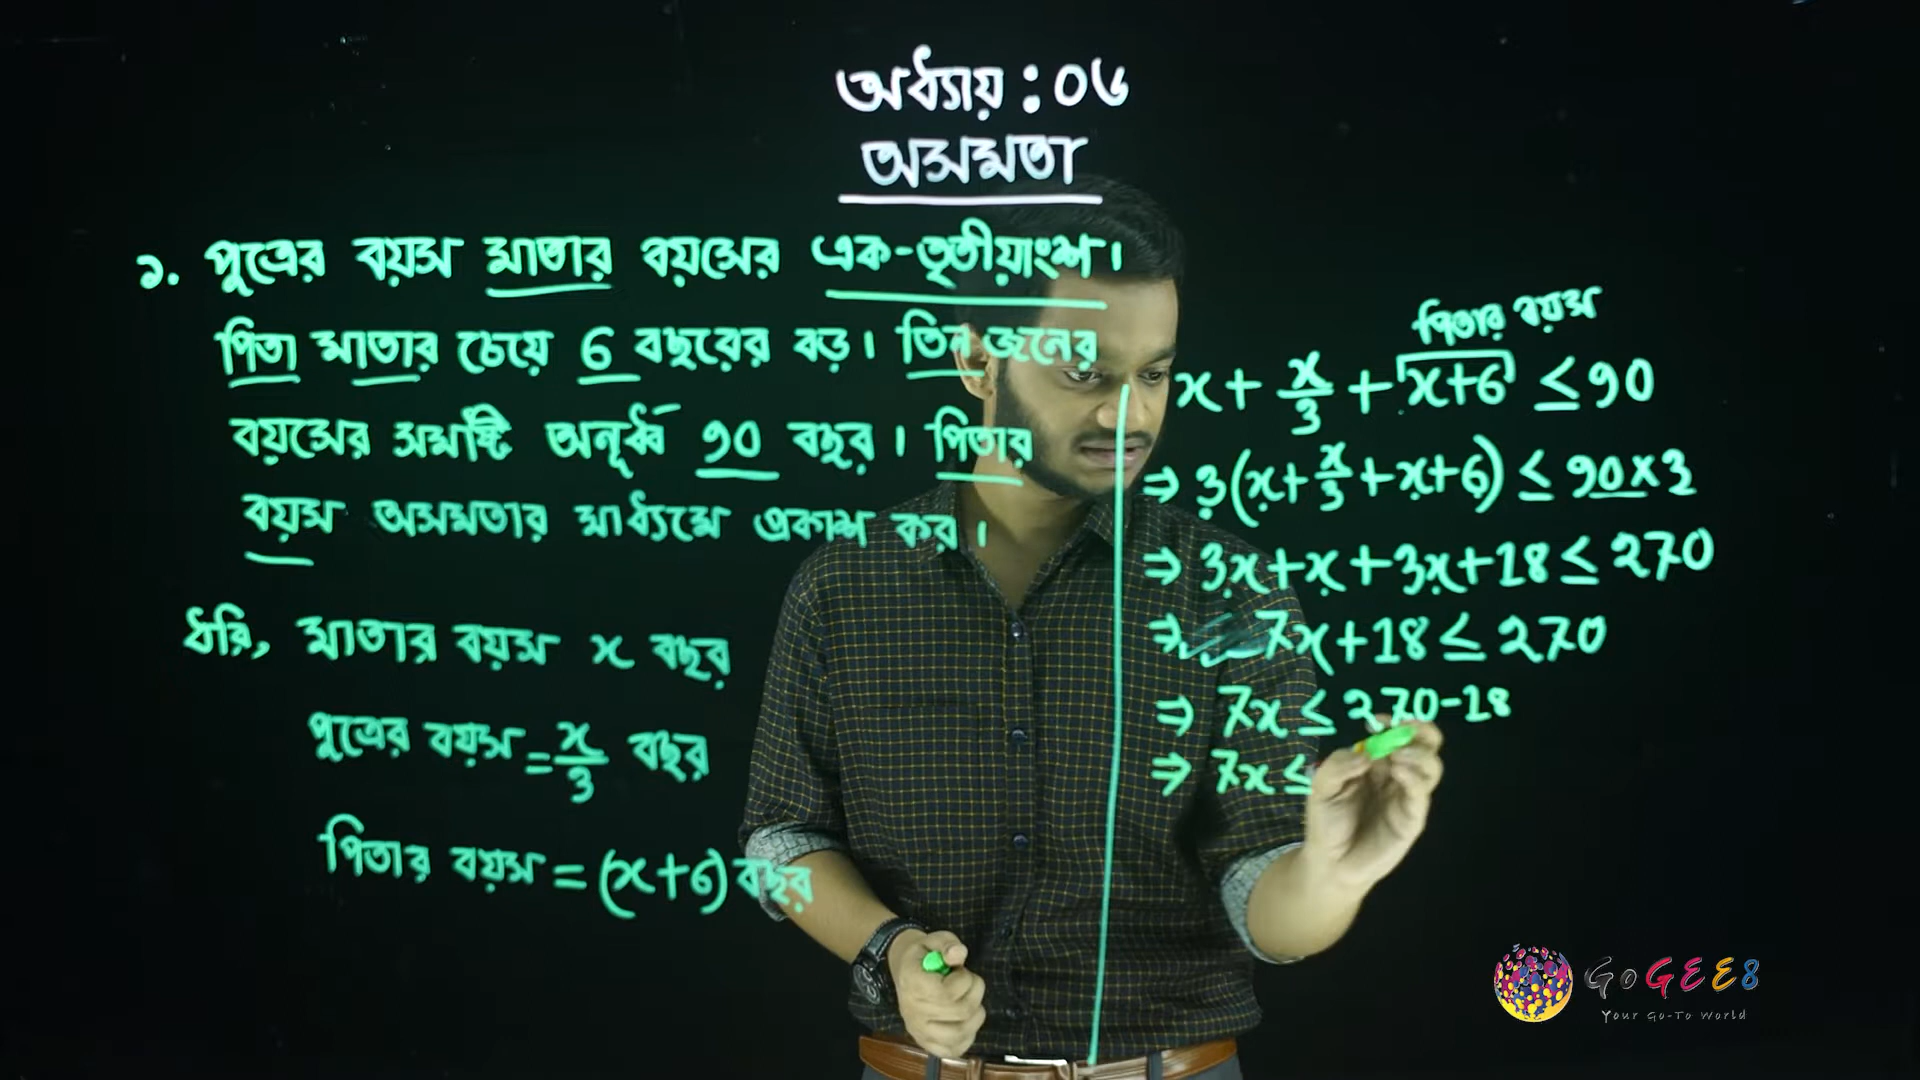 অধ্যায় : ০৬
অসমতা
১. পুত্রের বয়স মাতার বয়সের এক-তৃতীয়াংশ।
পিতা মাতার চেয়ে 6 বছরের বড়। তিন জনের
বয়সের সমষ্টি অনূর্ধ্ব 90 বছর। পিতার
বয়স অসমতার মাধ্যমে প্রকাশ কর।
ধরি, মাতার বয়স x বছর
পুত্রের বয়স = x/3 বছর
পিতার বয়স = (x+6) বছর
পিতার বয়স
x + x/3 + x+6 ≤ 90
⇒ 3(x + x/3 + x+6) ≤ 90×3
⇒ 3x+x+3x+18 ≤ 270
⇒ 7x+18 ≤ 270
⇒ 7x ≤ 270-18
⇒ 7x ≤
GoGEE8
Your Go-To World